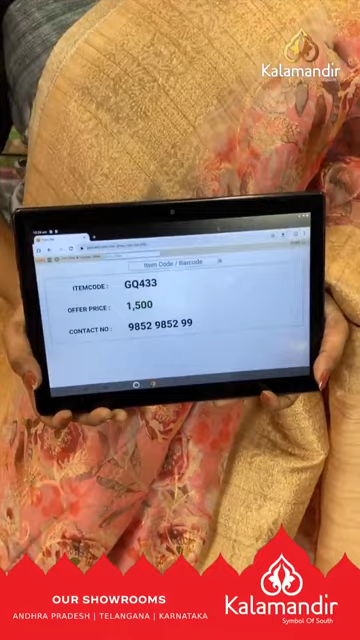 Kalamandir
Item Code / Barcode
ITEMCODE : GQ433
OFFER PRICE : 1,500
CONTACT NO : 9852 9852 99
OUR SHOWROOMS
ANDHRA PRADESH | TELANGANA | KARNATAKA
Kalamandir
Symbol Of South